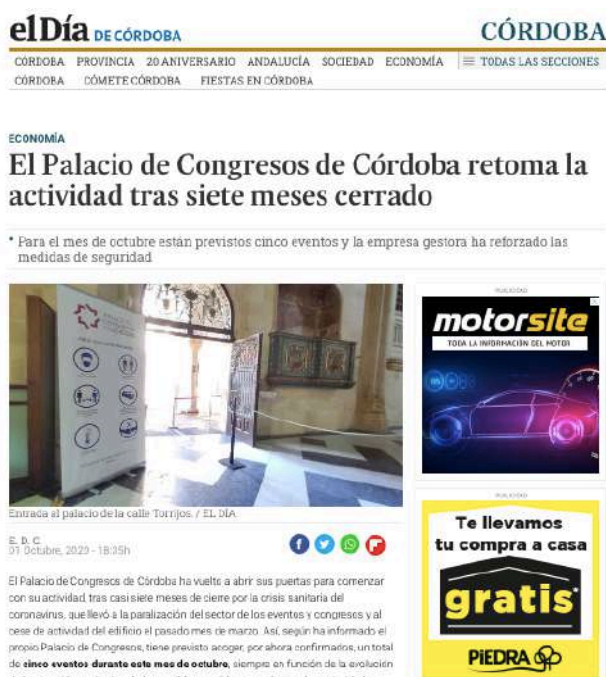 el Día DE CÓRDOBA
CÓRDOBA
CÓRDOBA PROVINCIA 20 ANIVERSARIO ANDALUCÍA SOCIEDAD ECONOMÍA TODAS LAS SECCIONES
CÓRDOBA CÓMETE CÓRDOBA FIESTAS EN CÓRDOBA
ECONOMÍA
El Palacio de Congresos de Córdoba retoma la
actividad tras siete meses cerrado
Para el mes de octubre están previstos cinco eventos y la empresa gestora ha reforzado las
medidas de seguridad
Entrada al palacio de la calle Torrijos. / EL DÍA
E. D. C.
01 Octubre, 2020 - 18:05h
El Palacio de Congresos de Córdoba ha vuelto a abrir sus puertas para comenzar
con su actividad, tras casi siete meses de cierre por la crisis sanitaria del
coronavirus, que llevó a la paralización del sector de los eventos y congresos y al
cese de actividad del edificio el pasado mes de marzo. Así, según ha informado el
propio Palacio de Congresos, tiene previsto acoger, por ahora confirmados, un total
de cinco eventos durante este mes de octubre, siempre en función de la evolución
PUBLICIDAD
motorsite
TODA LA INFORMACIÓN DEL MOTOR
PUBLICIDAD
Te llevamos
tu compra a casa
gratis
PIEDRA